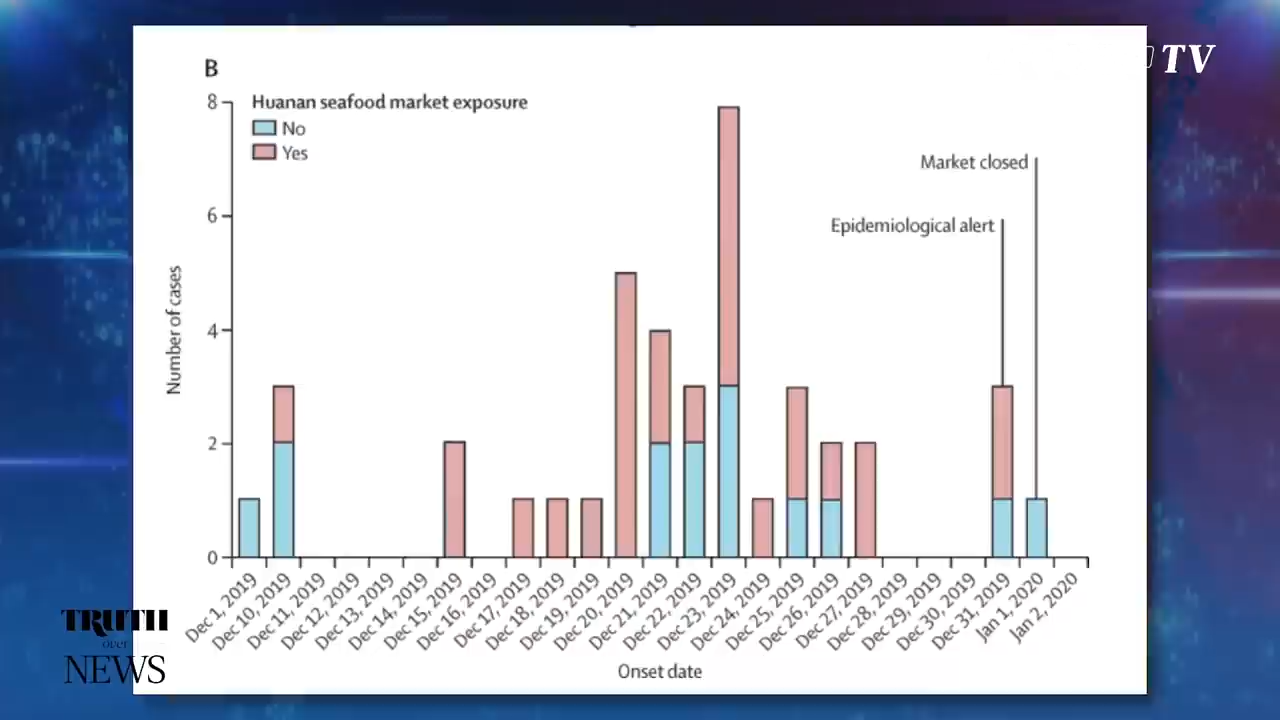 TV
B
Huanan seafood market exposure
No
Yes
8
6
4
2
0
Number of cases
Market closed
Epidemiological alert
Dec 1, 2019
Dec 10, 2019
Dec 11, 2019
Dec 12, 2019
Dec 13, 2019
Dec 14, 2019
Dec 15, 2019
Dec 16, 2019
Dec 17, 2019
Dec 18, 2019
Dec 19, 2019
Dec 20, 2019
Dec 21, 2019
Dec 22, 2019
Dec 23, 2019
Dec 24, 2019
Dec 25, 2019
Dec 26, 2019
Dec 27, 2019
Dec 28, 2019
Dec 29, 2019
Dec 30, 2019
Dec 31, 2019
Jan 1, 2020
Jan 2, 2020
Onset date
TRUTH
over
NEWS